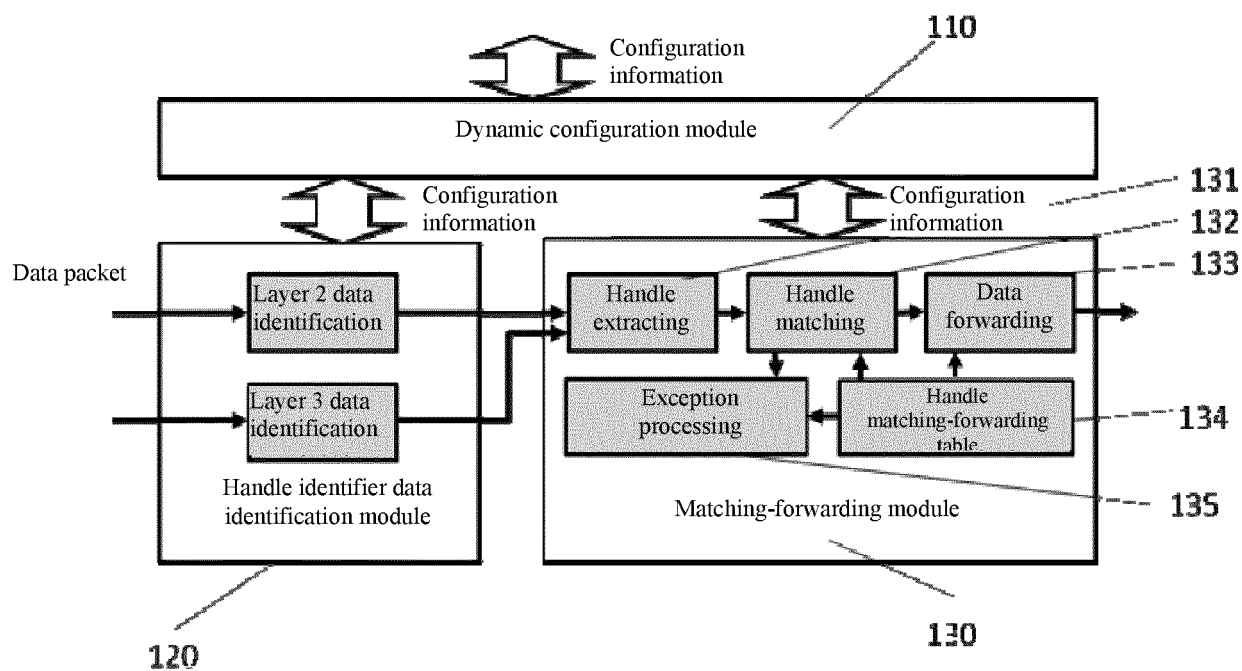 110
Configuration
information
Dynamic configuration module
Configuration
information
Configuration
information
131
132
133
Data packet
Layer 2 data
identification
Handle
extracting
Handle
matching
Data
forwarding
Layer 3 data
identification
Exception
processing
Handle
matching-forwarding
table
134
Handle identifier data
identification module
Matching-forwarding module
135
120
130